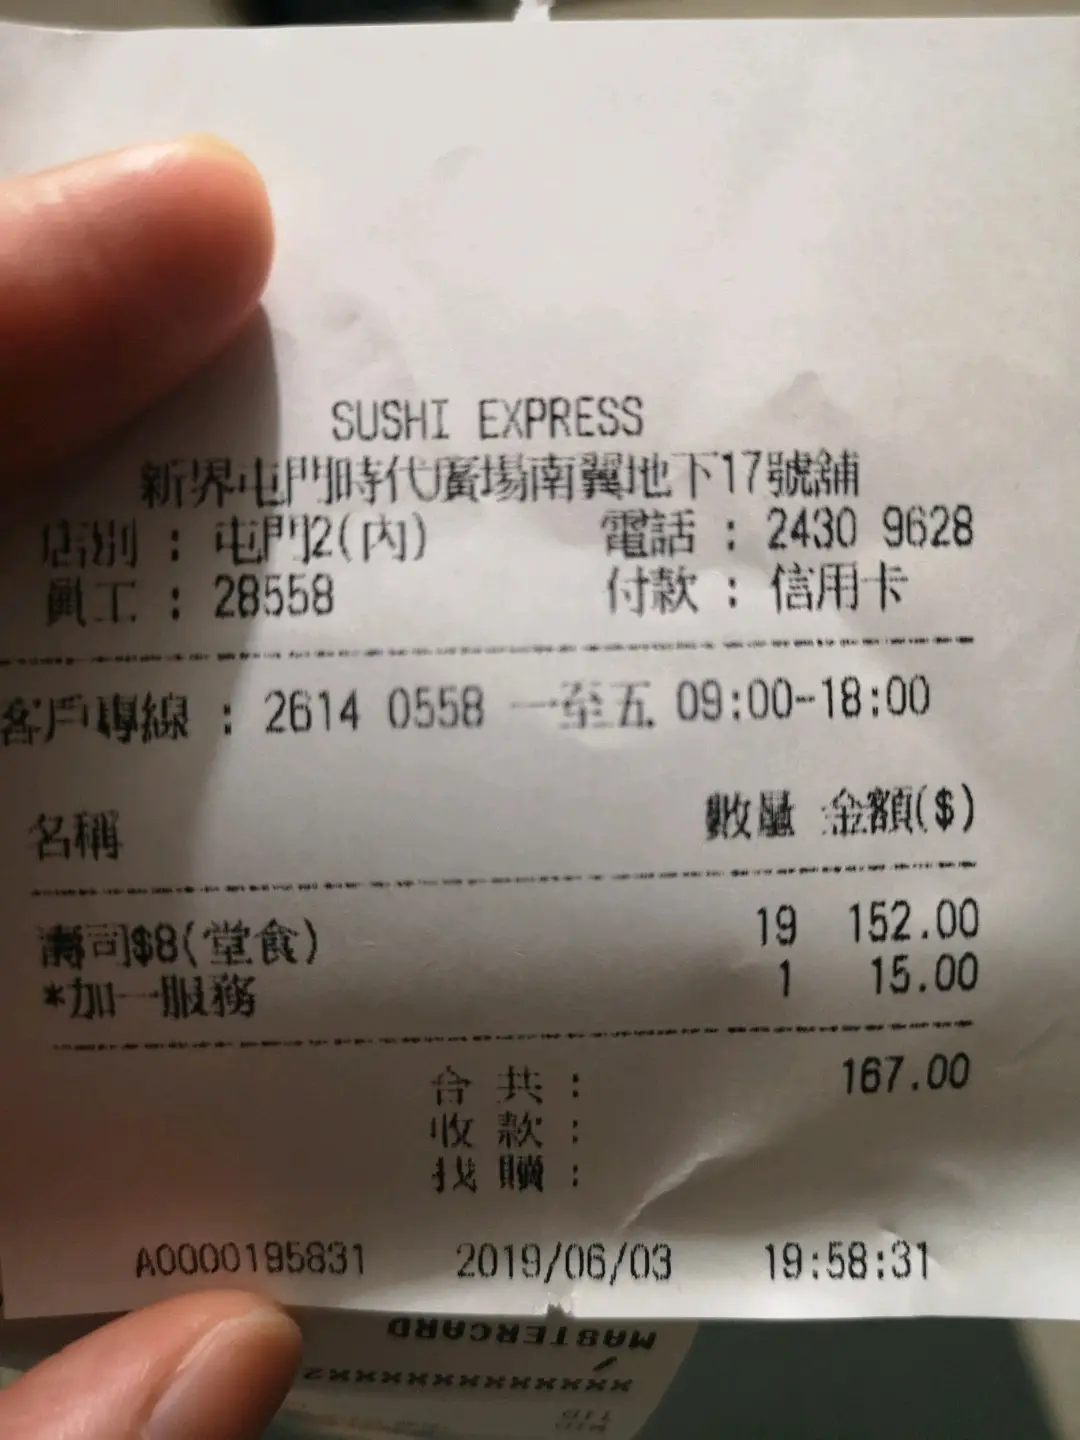 SUSHI EXPRESS
新界屯門時代廣場南翼地下17號舖
店別 : 屯門2(內) 電話 : 2430 9628
員工 : 28558 付款 : 信用卡
客戶專線 : 2614 0558 一至五 09:00-18:00
名稱 數量 金額($)
壽司$8(堂食) 19 152.00
*加一服務 1 15.00
合 共 : 167.00
收 款 :
找 贖 :
A0000195831 2019/06/03 19:58:31
MASTERCARD